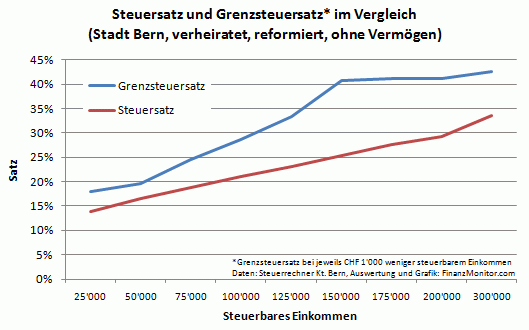 Steuersatz und Grenzsteuersatz* im Vergleich
(Stadt Bern, verheiratet, reformiert, ohne Vermögen)
45%
40%
35%
30%
25%
20%
15%
10%
5%
0%
Satz
Grenzsteuersatz
Steuersatz
*Grenzsteuersatz bei jeweils CHF 1'000 weniger steuerbarem Einkommen
Daten: Steuerrechner Kt. Bern, Auswertung und Grafik: FinanzMonitor.com
25'000 50'000 75'000 100'000 125'000 150'000 175'000 200'000 300'000
Steuerbares Einkommen